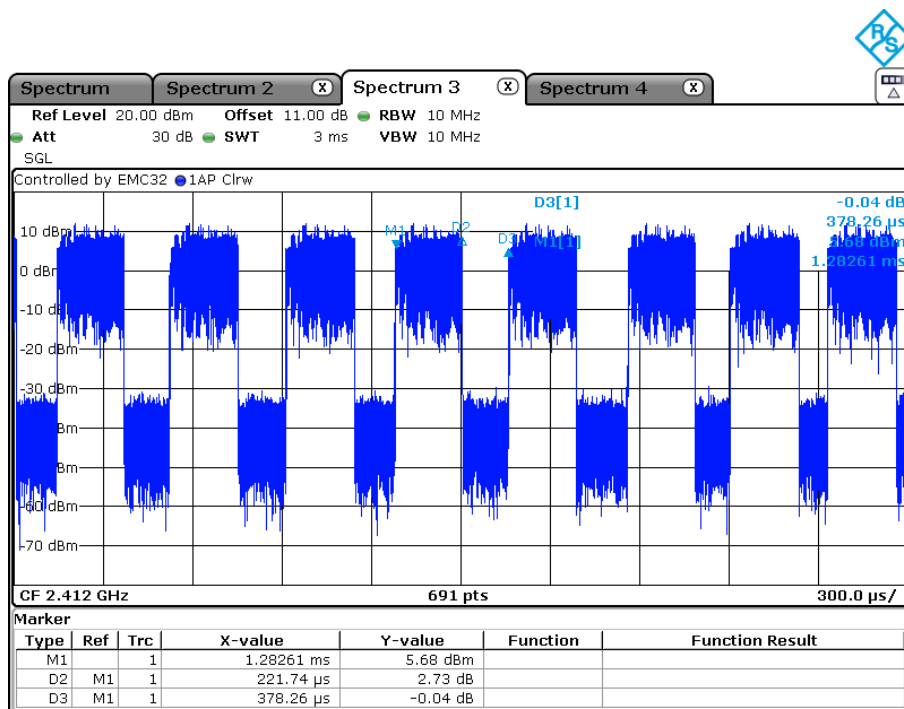 R&S
Spectrum Spectrum 2 X Spectrum 3 X Spectrum 4 X
Ref Level 20.00 dBm Offset 11.00 dB RBW 10 MHz
Att 30 dB SWT 3 ms VBW 10 MHz
SGL
Controlled by EMC32 1AP Clrw
D3[1] -0.04 dB
378.26 µs
M1[1] 5.68 dBm
1.28261 ms
M1 D2 D3
10 dBm
0 dBm
-10 dBm
-20 dBm
-30 dBm
dBm
dBm
-60 dBm
-70 dBm
CF 2.412 GHz 691 pts 300.0 µs/
Marker
Type Ref Trc X-value Y-value Function Function Result
M1 1 1.28261 ms 5.68 dBm
D2 M1 1 221.74 µs 2.73 dB
D3 M1 1 378.26 µs -0.04 dB